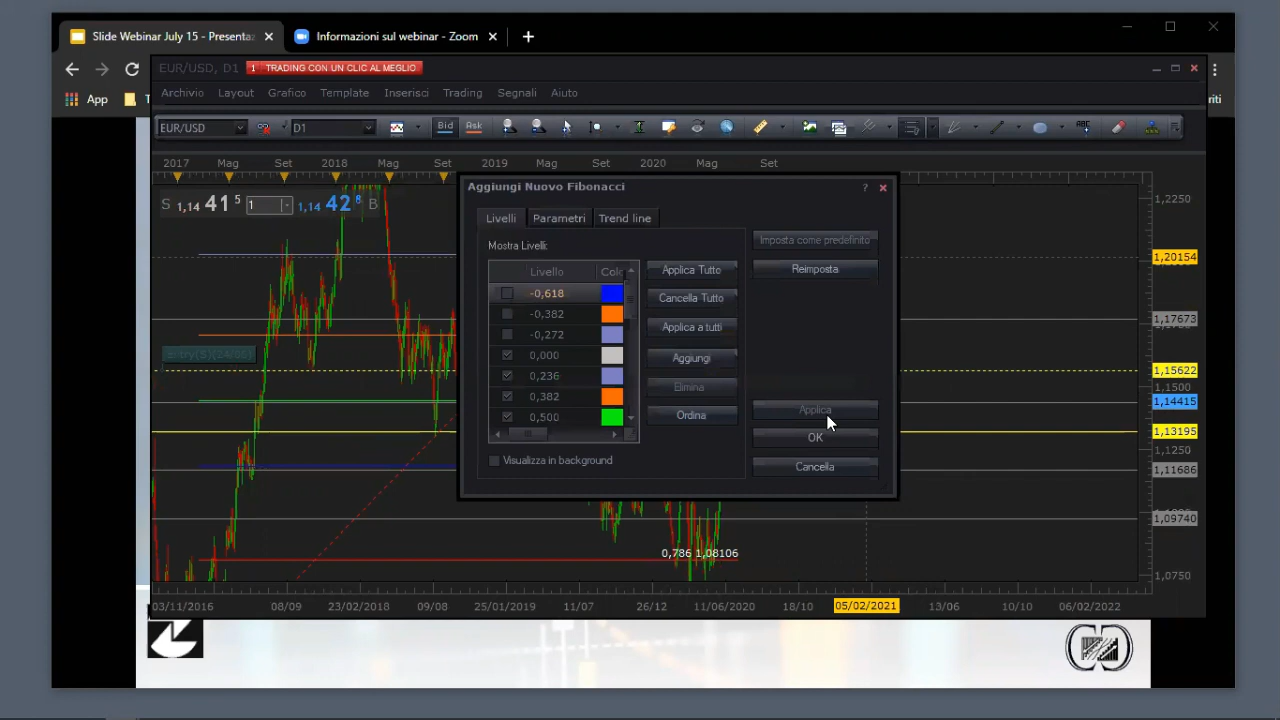 Slide Webinar July 15 - Presenta
Informazioni sul webinar - Zoom
EUR/USD, D1
1 TRADING CON UN CLIC AL MEGLIO
App
riti
Archivio Layout Grafico Template Inserisci Trading Segnali Aiuto
EUR/USD D1 Bid Ask ABC
2017 Mag Set 2018 Mag Set 2019 Mag Set 2020 Mag Set
S 1,14 41 5 1 1,14 42 8 B
Aggiungi Nuovo Fibonacci
?
Livelli Parametri Trend line
Mostra Livelli:
Livello Colo
-0,618
-0,382
-0,272
0,000
0,236
0,382
0,500
Applica Tutto
Cancella Tutto
Applica a tutti
Aggiungi
Elimina
Ordina
Visualizza in background
Imposta come predefinito
Reimposta
Applica
OK
Cancella
1,2250
1,20154
1,17673
1,15622
1,1500
1,14415
1,13195
1,1250
1,11686
1,09740
1,0750
0,786 1,08106
03/11/2016 08/09 23/02/2018 09/08 25/01/2019 11/07 26/12 11/06/2020 18/10 05/02/2021 13/06 10/10 06/02/2022